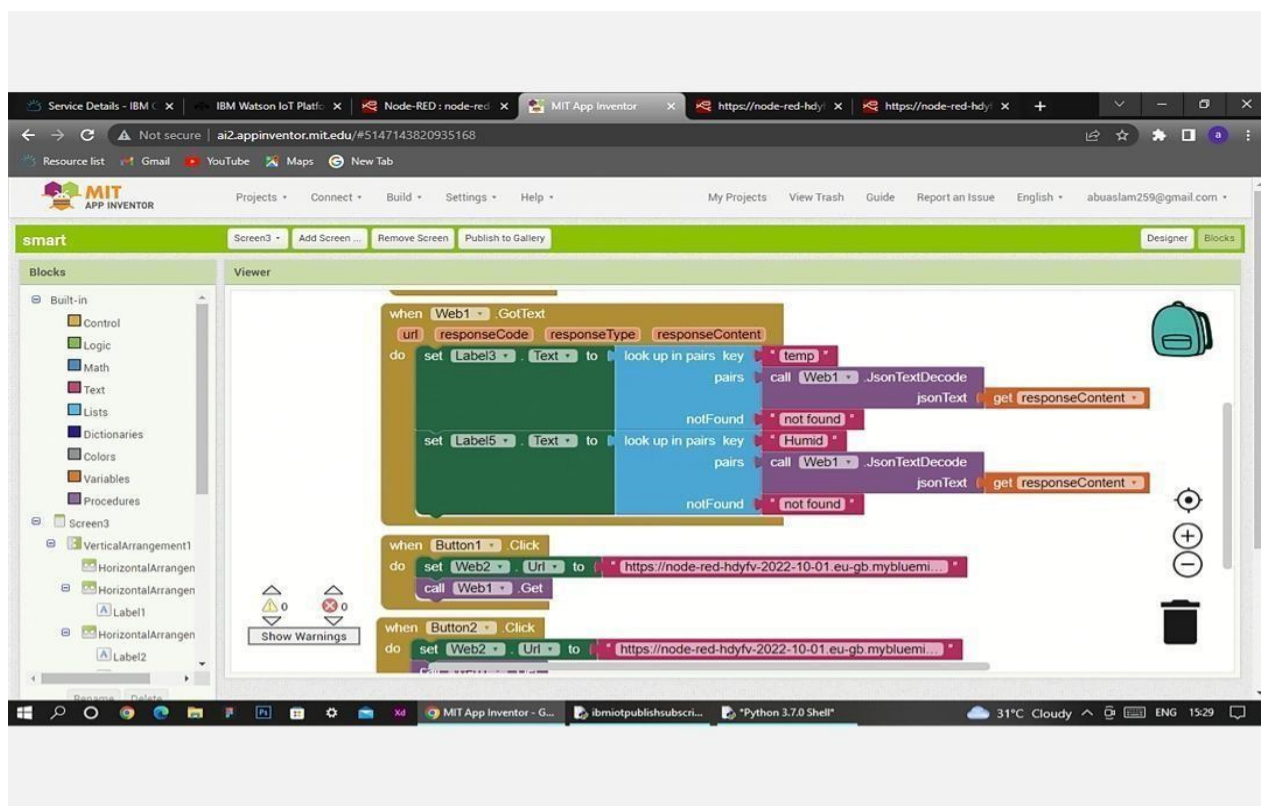 Service Details - IBM C
IBM Watson IoT Platfo
Node-RED : node-red
MIT App Inventor
https://node-red-hdy
https://node-red-hdy
Not secure | ai2.appinventor.mit.edu/#5147143820935168
a
Resource list Gmail YouTube Maps New Tab
MIT
APP INVENTOR
Projects Connect Build Settings Help My Projects View Trash Guide Report an Issue English abuaslam259@gmail.com
smart Screen3 Add Screen ... Remove Screen Publish to Gallery Designer Blocks
Blocks Viewer
Built-in
Control
Logic
Math
Text
Lists
Dictionaries
Colors
Variables
Procedures
Screen3
VerticalArrangement1
HorizontalArrangen
HorizontalArrangen
Label1
HorizontalArrangen
Label2
Rename Delete
when Web1 .GotText
url responseCode responseType responseContent
do set Label3 . Text to look up in pairs key " temp "
pairs call Web1 .JsonTextDecode
jsonText get responseContent
notFound " not found "
set Label5 . Text to look up in pairs key " Humid "
pairs call Web1 .JsonTextDecode
jsonText get responseContent
notFound " not found "
when Button1 .Click
do set Web2 . Url to " https://node-red-hdyfv-2022-10-01.eu-gb.mybluemi... "
call Web1 .Get
when Button2 .Click
do set Web2 . Url to " https://node-red-hdyfv-2022-10-01.eu-gb.mybluemi... "
0 0
Show Warnings
Ps Xd MIT App Inventor - G... ibmiotpublishsubscri... *Python 3.7.0 Shell* 31°C Cloudy ENG 15:29